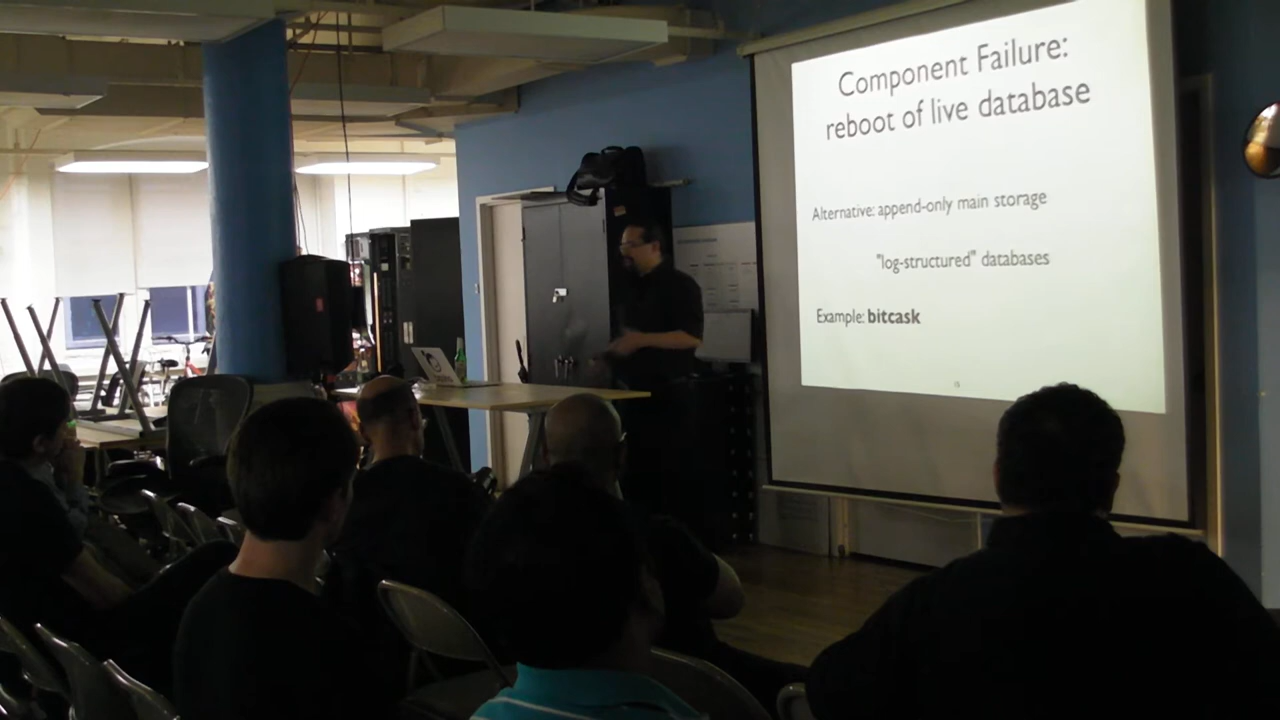 Component Failure:
reboot of live database
Alternative: append-only main storage
"log-structured" databases
Example: bitcask